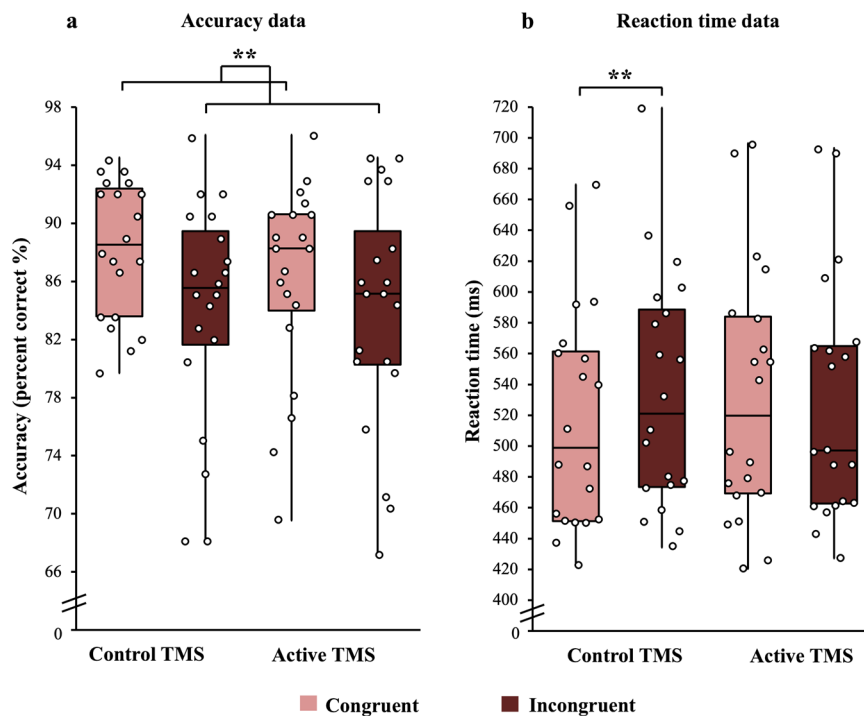 a
Accuracy data
**
Accuracy (percent correct %)
98
94
90
86
82
78
74
70
66
0
Control TMS
Active TMS
b
Reaction time data
**
Reaction time (ms)
720
700
680
660
640
620
600
580
560
540
520
500
480
460
440
420
400
0
Control TMS
Active TMS
Congruent
Incongruent